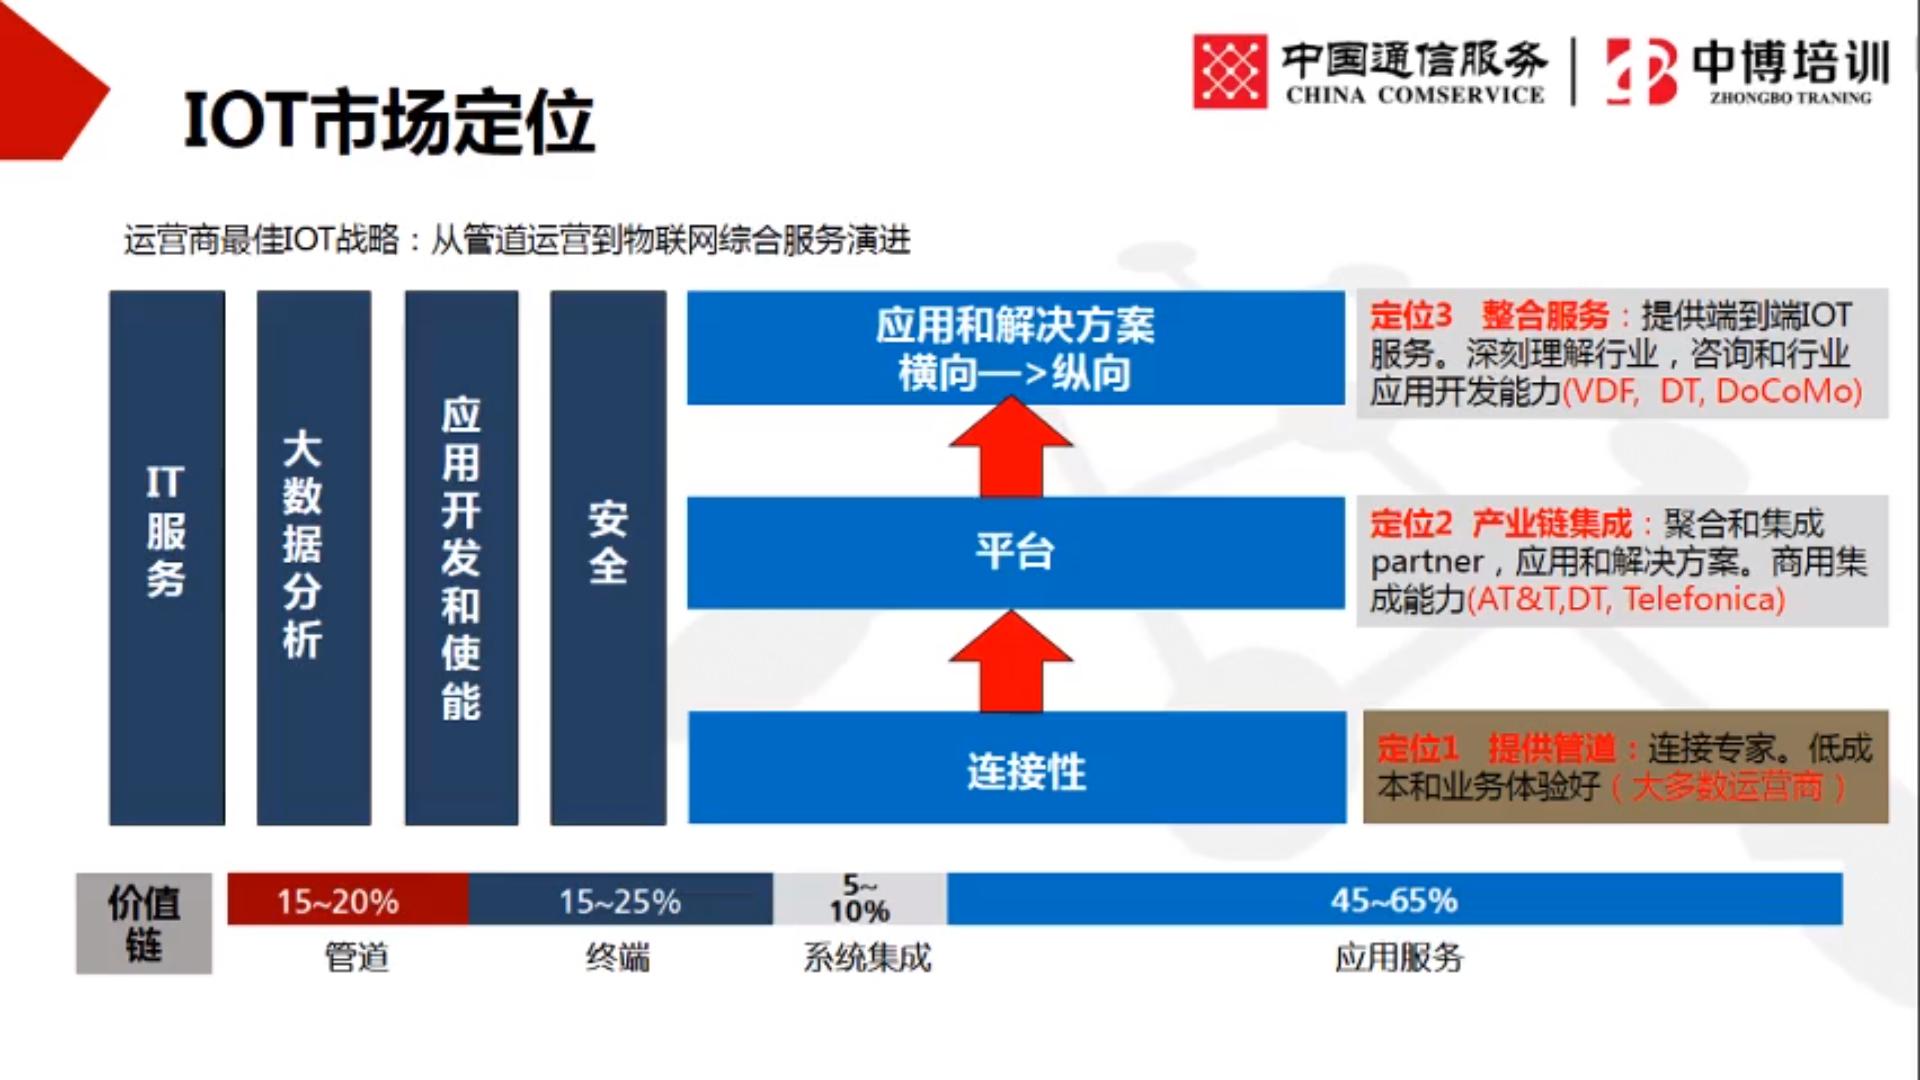 中国通信服务
CHINA COMSERVICE
中博培训
ZHONGBO TRANING
IOT市场定位
运营商最佳IOT战略：从管道运营到物联网综合服务演进
IT服务
大数据分析
应用开发和使能
安全
应用和解决方案
横向—>纵向
平台
连接性
定位3 整合服务：提供端到端IOT
服务。深刻理解行业，咨询和行业
应用开发能力(VDF, DT, DoCoMo)
定位2 产业链集成：聚合和集成
partner，应用和解决方案。商用集
成能力(AT&T,DT, Telefonica)
定位1 提供管道：连接专家。低成
本和业务体验好（大多数运营商）
价值
链
15~20%
15~25%
5~
10%
45~65%
管道
终端
系统集成
应用服务